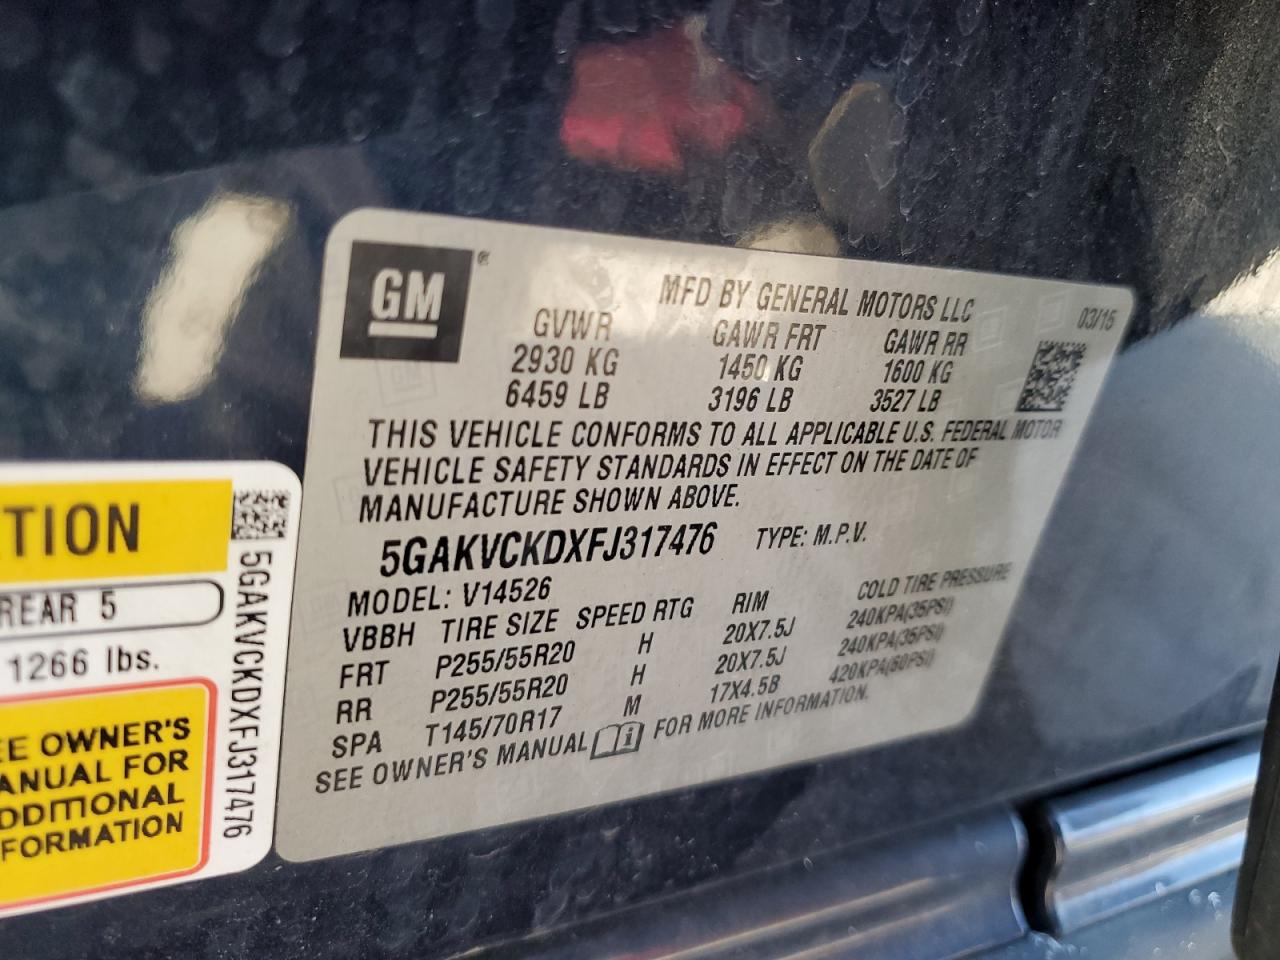 GM
®
MFD BY GENERAL MOTORS LLC
03/15
GVWR GAWR FRT GAWR RR
2930 KG 1450 KG 1600 KG
6459 LB 3196 LB 3527 LB
THIS VEHICLE CONFORMS TO ALL APPLICABLE U.S. FEDERAL MOTOR
VEHICLE SAFETY STANDARDS IN EFFECT ON THE DATE OF
MANUFACTURE SHOWN ABOVE.
5GAKVCKDXFJ317476 TYPE: M.P.V.
MODEL: V14526
VBBH TIRE SIZE SPEED RTG RIM COLD TIRE PRESSURE
FRT P255/55R20 H 20X7.5J 240KPA(35PSI)
RR P255/55R20 H 20X7.5J 240KPA(35PSI)
SPA T145/70R17 M 17X4.5B 420KPA(60PSI)
SEE OWNER'S MANUAL FOR MORE INFORMATION.
TION
REAR 5
1266 lbs.
EE OWNER'S
ANUAL FOR
DDITIONAL
FORMATION
5GAKVCKDXFJ317476